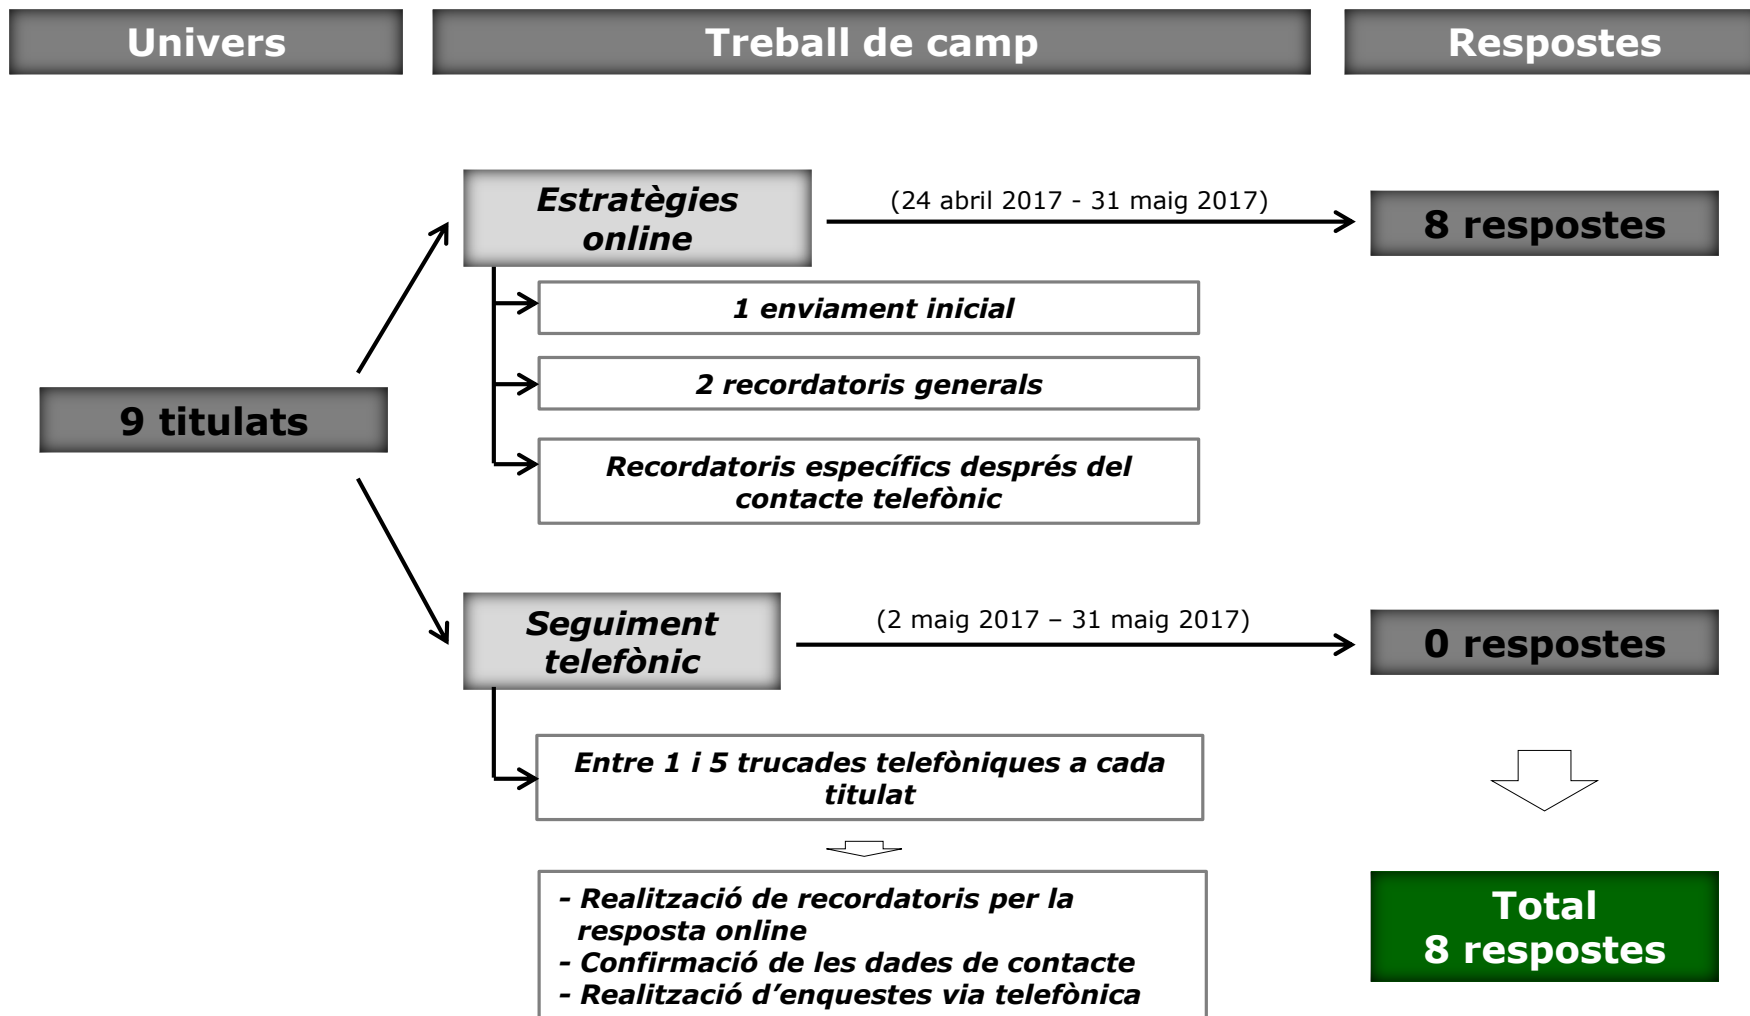 Univers
Treball de camp
Respostes
Estratègies
online
(24 abril 2017 - 31 maig 2017)
8 respostes
1 enviament inicial
2 recordatoris generals
9 titulats
Recordatoris específics després del
contacte telefònic
Seguiment
telefònic
(2 maig 2017 – 31 maig 2017)
0 respostes
Entre 1 i 5 trucades telefòniques a cada
titulat
- Realització de recordatoris per la
resposta online
- Confirmació de les dades de contacte
- Realització d’enquestes via telefònica
Total
8 respostes